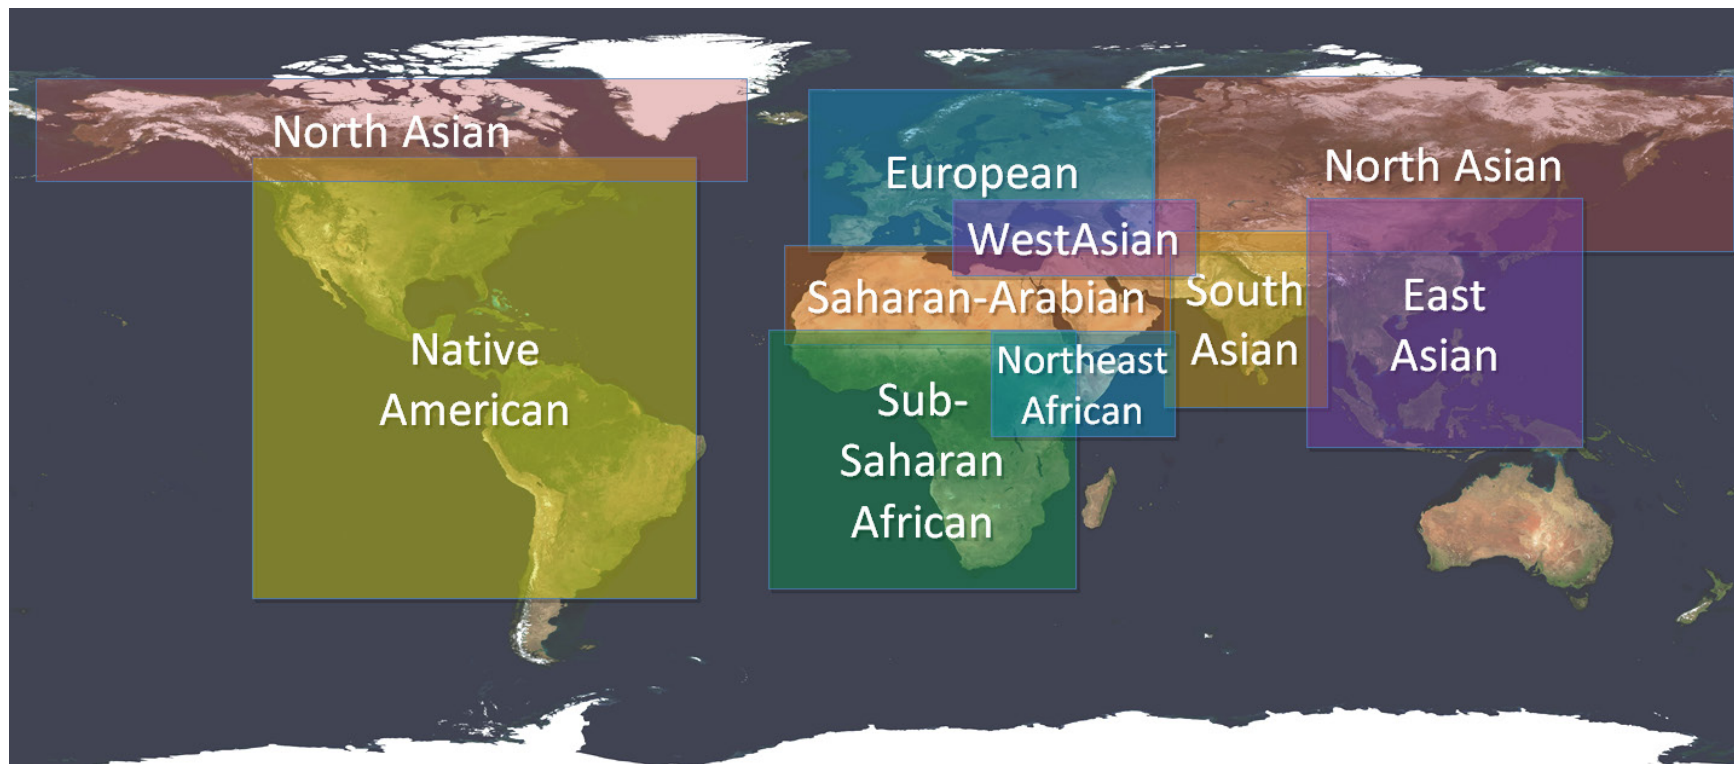 North Asian
European
North Asian
WestAsian
Saharan-Arabian
South
Asian
East
Asian
Native
American
Northeast
African
Sub-
Saharan
African